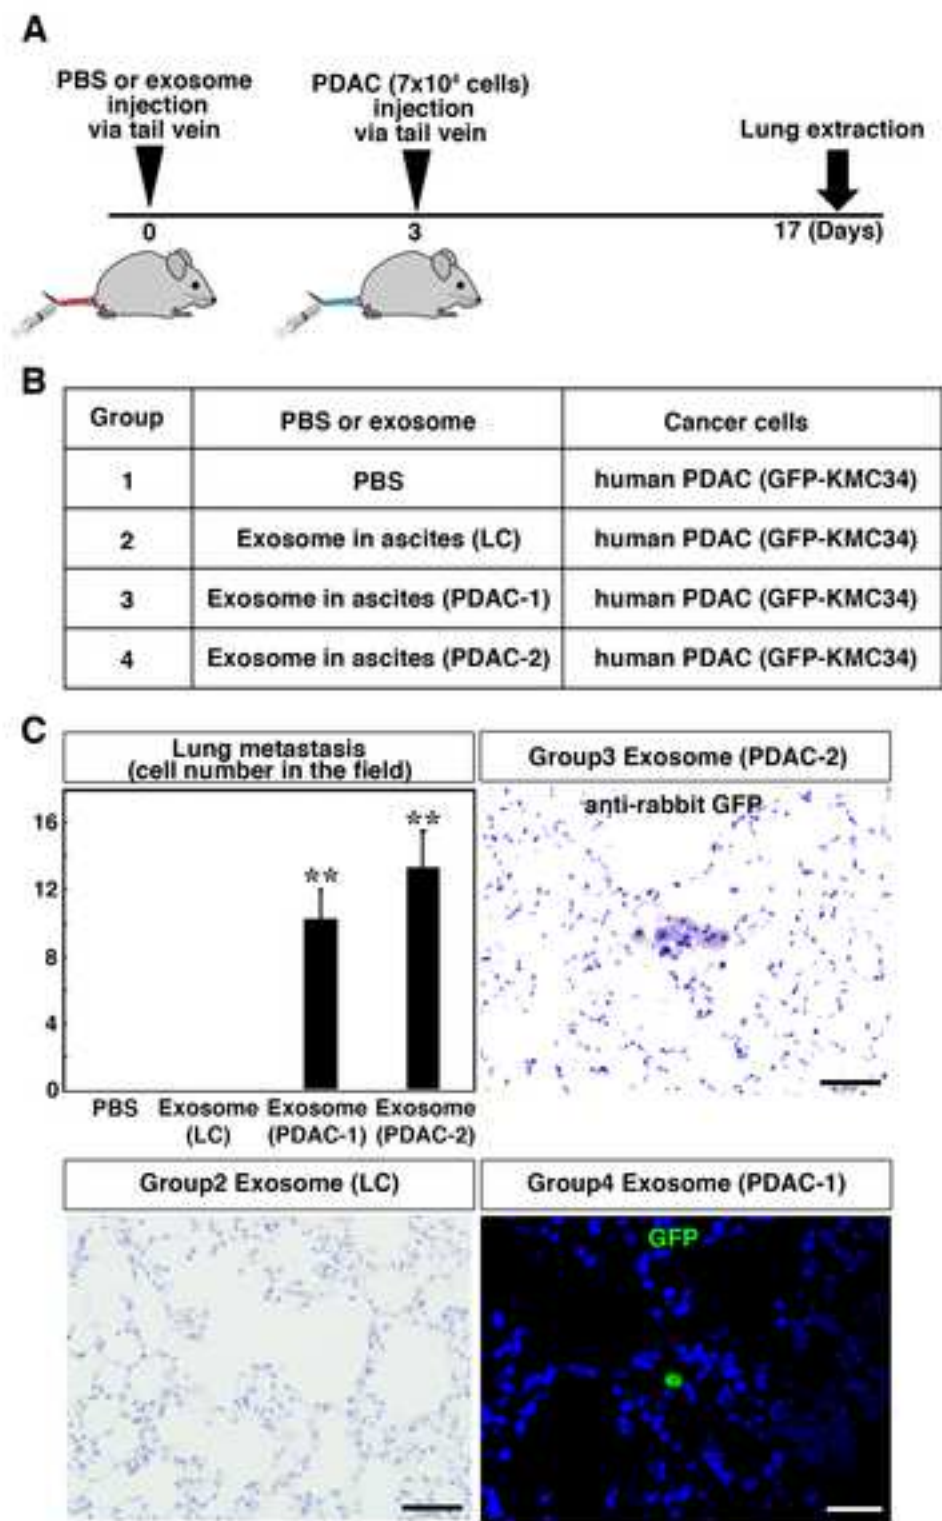 A
PBS or exosome
injection
via tail vein
PDAC (7x10⁴ cells)
injection
via tail vein
Lung extraction
0
3
17 (Days)
B
Group
PBS or exosome
Cancer cells
1
PBS
human PDAC (GFP-KMC34)
2
Exosome in ascites (LC)
human PDAC (GFP-KMC34)
3
Exosome in ascites (PDAC-1)
human PDAC (GFP-KMC34)
4
Exosome in ascites (PDAC-2)
human PDAC (GFP-KMC34)
C
Lung metastasis
(cell number in the field)
16
12
8
4
0
**
**
PBS
Exosome
(LC)
Exosome
(PDAC-1)
Exosome
(PDAC-2)
Group3 Exosome (PDAC-2)
anti-rabbit GFP
Group2 Exosome (LC)
Group4 Exosome (PDAC-1)
GFP